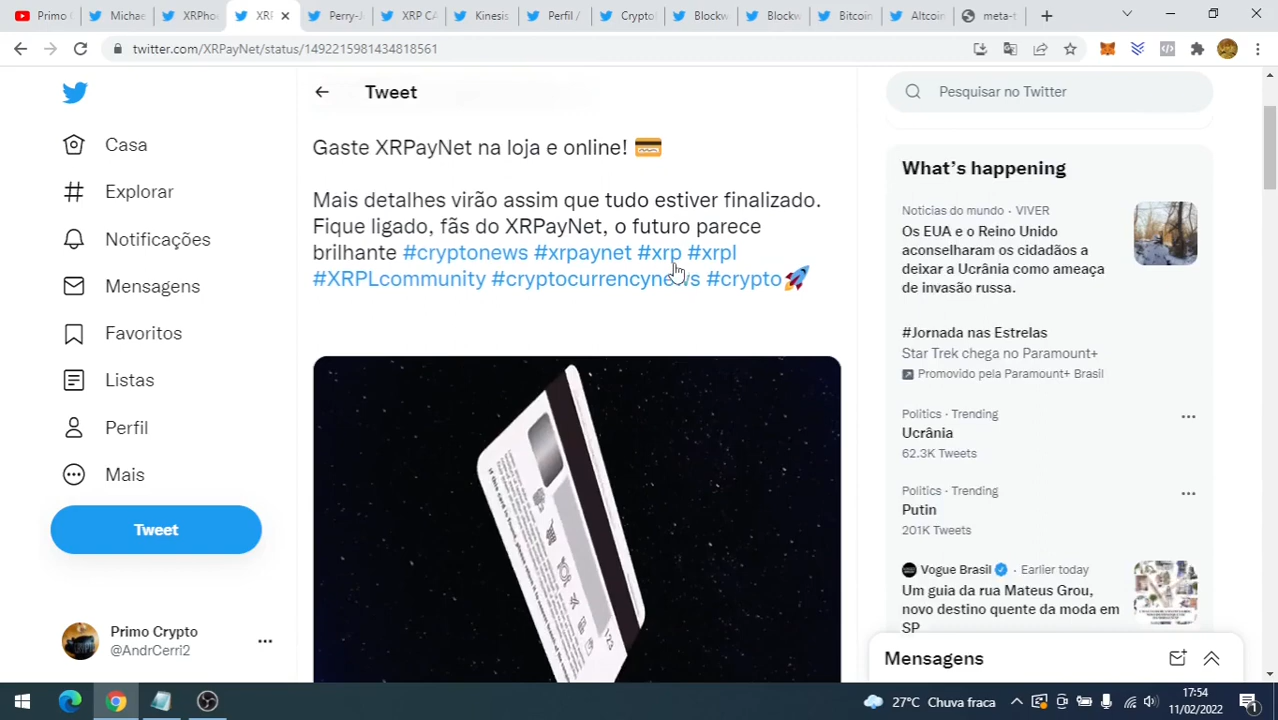 Primo C
Michae
XRPho
XRF
Perry-J
XRP CA
Kinesis
Perfil /
Crypto
Blockw
Blockw
Bitcoin
Altcoin
meta-t
twitter.com/XRPayNet/status/1492215981434818561
Tweet
Pesquisar no Twitter
Casa
Explorar
Notificações
Mensagens
Favoritos
Listas
Perfil
Mais
Tweet
Primo Crypto
@AndrCerri2
Gaste XRPayNet na loja e online! 💳
Mais detalhes virão assim que tudo estiver finalizado.
Fique ligado, fãs do XRPayNet, o futuro parece
brilhante #cryptonews #xrpaynet #xrp #xrpl
#XRPLcommunity #cryptocurrencynews #crypto🚀
123
What's happening
Notícias do mundo · VIVER
Os EUA e o Reino Unido
aconselharam os cidadãos a
deixar a Ucrânia como ameaça
de invasão russa.
#Jornada nas Estrelas
Star Trek chega no Paramount+
Promovido pela Paramount+ Brasil
Politics · Trending
Ucrânia
62.3K Tweets
Politics · Trending
Putin
201K Tweets
Vogue Brasil · Earlier today
Um guia da rua Mateus Grou,
novo destino quente da moda em
SP
Mensagens
27°C Chuva fraca
17:54
11/02/2022
1